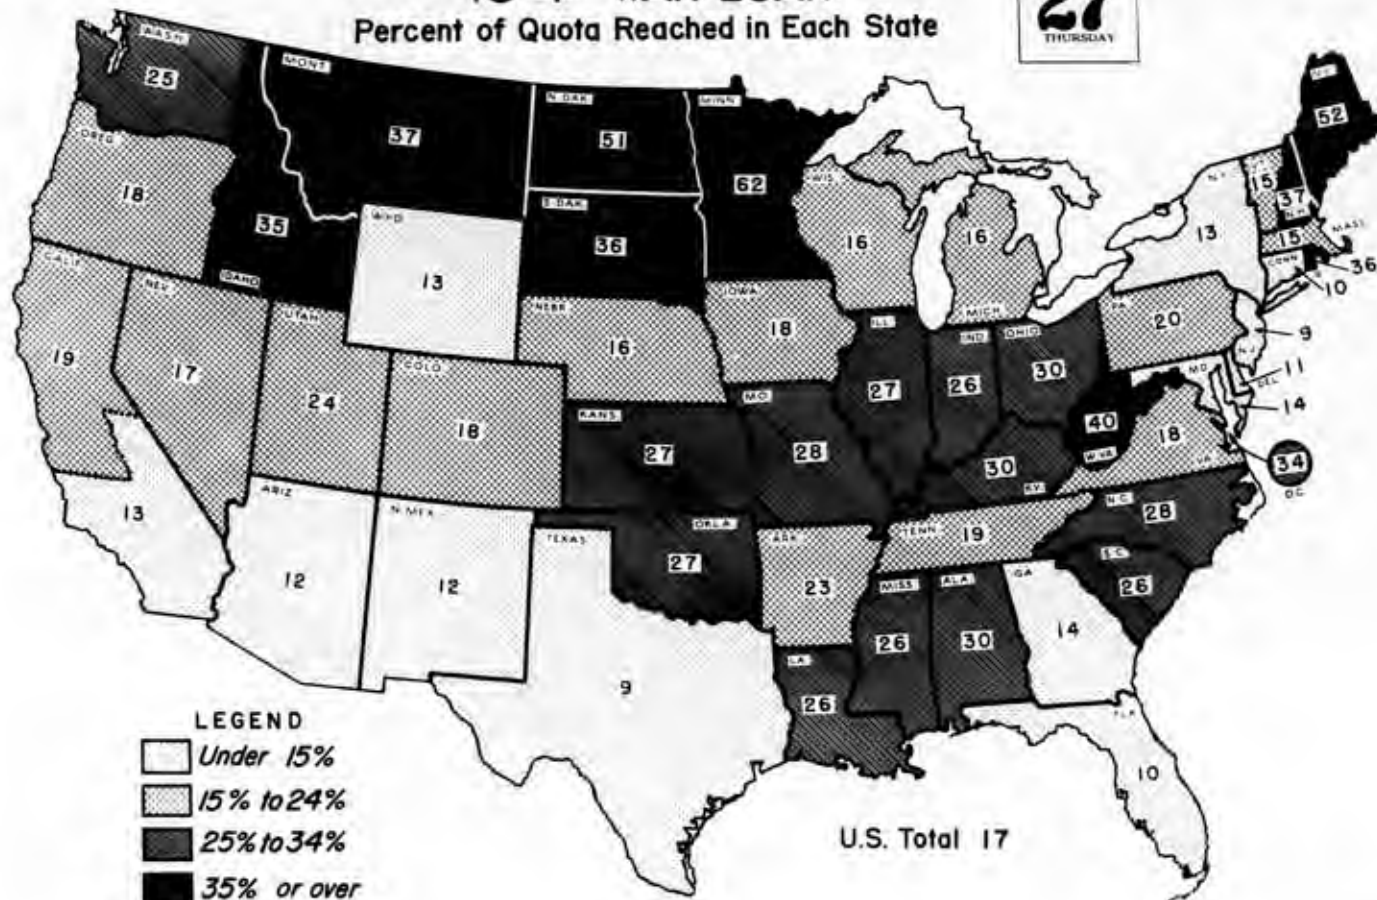 Percent of Quota Reached in Each State
27
THURSDAY
WASH.
25
MONT.
37
N.DAK.
51
MINN.
62
52
OREG.
18
35
IDAHO
WYO.
13
S.DAK.
36
WIS.
16
16
MICH.
N.Y.
13
15
37
N.H.
MASS.
15
CONN.
36
10
CALIF.
19
13
NEV.
17
UTAH
24
COLO.
18
NEBR.
16
IOWA
18
ILL.
27
IND.
26
OHIO
30
PA.
20
9
N.J.
11
DEL.
MD.
14
KANS.
27
MO.
28
30
KY.
40
W.VA.
18
VA.
34
D.C.
ARIZ.
12
N.MEX.
12
TEXAS
9
OKLA.
27
ARK.
23
TENN.
19
N.C.
28
S.C.
26
MISS.
26
ALA.
30
GA.
14
LA.
26
FLA.
10
LEGEND
Under 15%
15% to 24%
25% to 34%
35% or over
U.S. Total 17